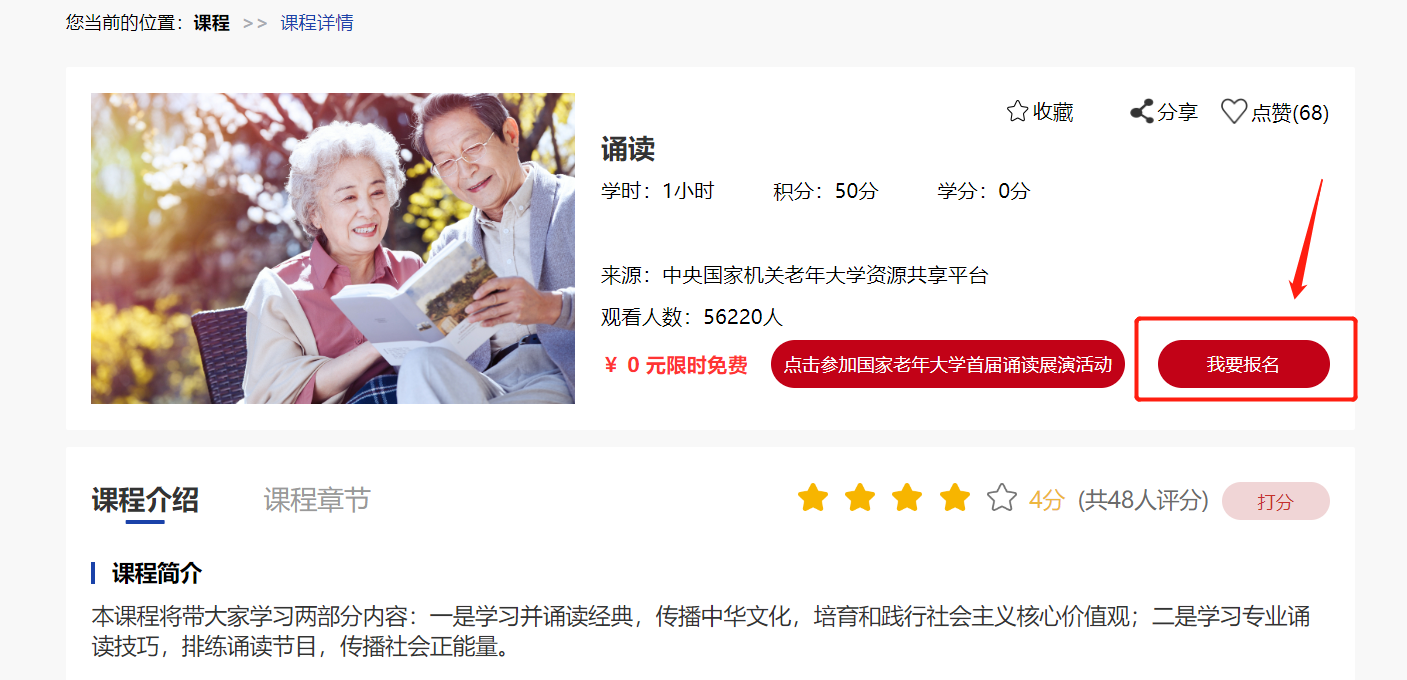 您当前的位置：课程 >> 课程详情
收藏 分享 点赞(68)
诵读
学时：1小时 积分：50分 学分：0分
来源：中央国家机关老年大学资源共享平台
观看人数：56220人
¥ 0 元限时免费 点击参加国家老年大学首届诵读展演活动 我要报名
课程介绍 课程章节 4分 (共48人评分) 打分
课程简介
本课程将带大家学习两部分内容：一是学习并诵读经典，传播中华文化，培育和践行社会主义核心价值观；二是学习专业诵
读技巧，排练诵读节目，传播社会正能量。